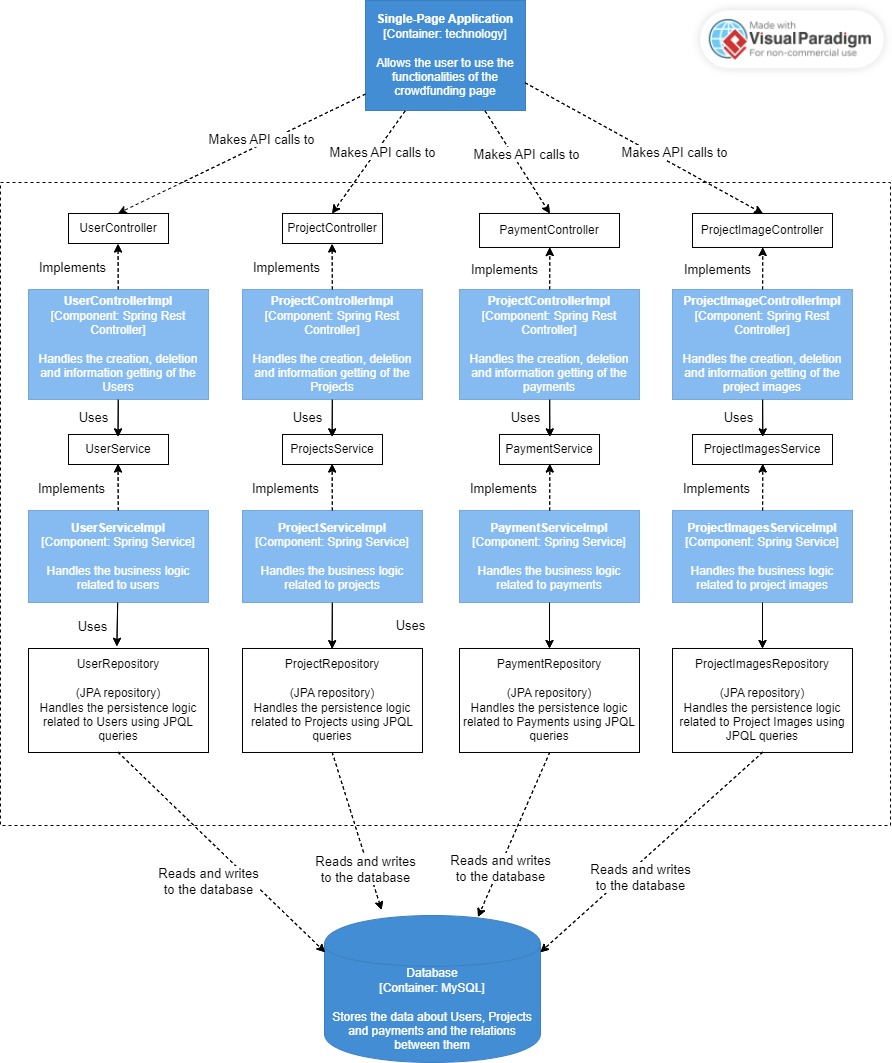 Single-Page Application
[Container: technology]
Allows the user to use the
functionalities of the
crowdfunding page
Made with
VisualParadigm
For non-commercial use
Makes API calls to
Makes API calls to
Makes API calls to
Makes API calls to
UserController
ProjectController
PaymentController
ProjectImageController
Implements
Implements
Implements
Implements
UserControllerImpl
[Component: Spring Rest
Controller]
Handles the creation, deletion
and information getting of the
Users
ProjectControllerImpl
[Component: Spring Rest
Controller]
Handles the creation, deletion
and information getting of the
Projects
ProjectControllerImpl
[Component: Spring Rest
Controller]
Handles the creation, deletion
and information getting of the
payments
ProjectImageControllerImpl
[Component: Spring Rest
Controller]
Handles the creation, deletion
and information getting of the
project images
Uses
Uses
Uses
Uses
UserService
ProjectsService
PaymentService
ProjectImagesService
Implements
Implements
Implements
Implements
UserServiceImpl
[Component: Spring Service]
Handles the business logic
related to users
ProjectServiceImpl
[Component: Spring Service]
Handles the business logic
related to projects
PaymentServiceImpl
[Component: Spring Service]
Handles the business logic
related to payments
ProjectImagesServiceImpl
[Component: Spring Service]
Handles the business logic
related to project images
Uses
Uses
UserRepository
(JPA repository)
Handles the persistence logic
related to Users using JPQL
queries
ProjectRepository
(JPA repository)
Handles the persistence logic
related to Projects using JPQL
queries
PaymentRepository
(JPA repository)
Handles the persistence logic
related to Payments using JPQL
queries
ProjectImagesRepository
(JPA repository)
Handles the persistence logic
related to Project Images using
JPQL queries
Reads and writes
to the database
Reads and writes
to the database
Reads and writes
to the database
Reads and writes
to the database
Database
[Container: MySQL]
Stores the data about Users, Projects
and payments and the relations
between them